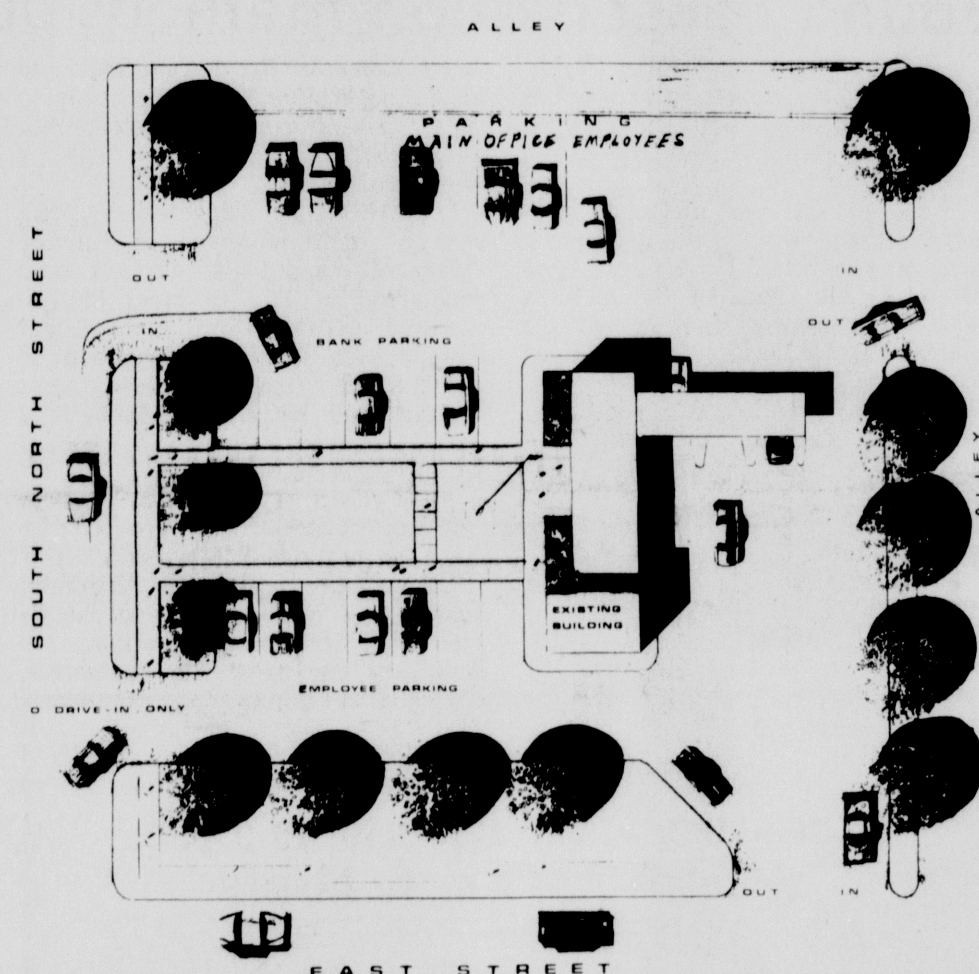 ALLEY
PARKING
MAIN OFFICE EMPLOYEES
OUT
IN
IN
OUT
BANK PARKING
SOUTH NORTH STREET
ALLEY
EXISTING
BUILDING
EMPLOYEE PARKING
O DRIVE-IN ONLY
OUT
IN
EAST STREET